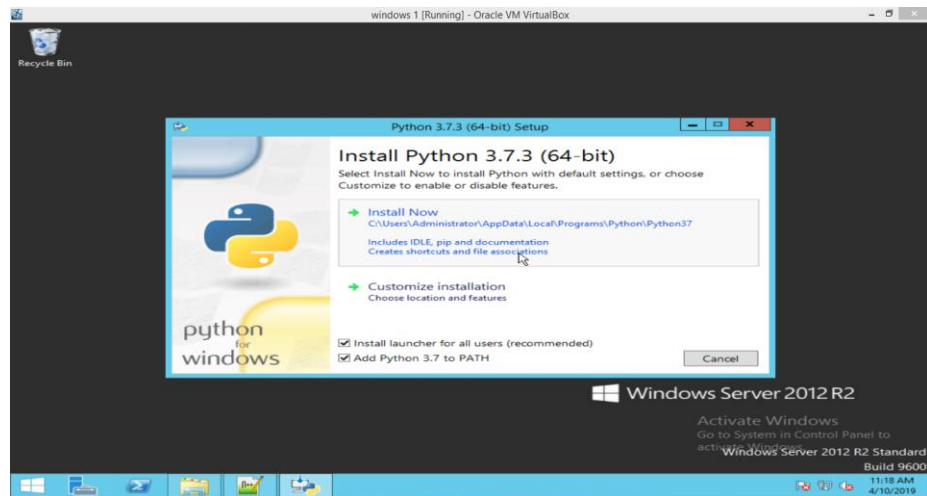 windows 1 [Running] - Oracle VM VirtualBox
Recycle Bin
Python 3.7.3 (64-bit) Setup
Install Python 3.7.3 (64-bit)
Select Install Now to install Python with default settings, or choose
Customize to enable or disable features.
Install Now
C:\Users\Administrator\AppData\Local\Programs\Python\Python37
Includes IDLE, pip and documentation
Creates shortcuts and file associations
Customize installation
Choose location and features
python
for
windows
Install launcher for all users (recommended)
Add Python 3.7 to PATH
Cancel
Windows Server 2012 R2
Activate Windows
Go to System in Control Panel to
activate Windows.
Windows Server 2012 R2 Standard
Build 9600
11:18 AM
4/10/2019